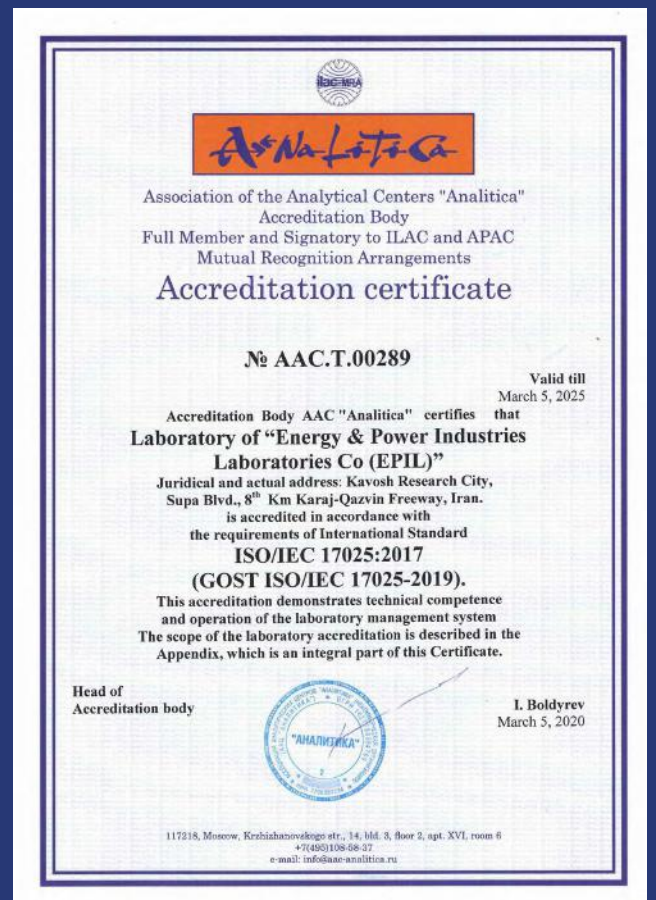 ilac-MRA
ANaLiTiCa
Association of the Analytical Centers "Analitica"
Accreditation Body
Full Member and Signatory to ILAC and APAC
Mutual Recognition Arrangements
Accreditation certificate
№ AAC.T.00289
Valid till
March 5, 2025
Accreditation Body AAC "Analitica" certifies that
Laboratory of “Energy & Power Industries
Laboratories Co (EPIL)”
Juridical and actual address: Kavosh Research City,
Supa Blvd., 8th Km Karaj-Qazvin Freeway, Iran.
is accredited in accordance with
the requirements of International Standard
ISO/IEC 17025:2017
(GOST ISO/IEC 17025-2019).
This accreditation demonstrates technical competence
and operation of the laboratory management system
The scope of the laboratory accreditation is described in the
Appendix, which is an integral part of this Certificate.
Head of
Accreditation body
"АНАЛИТИКА"
2
I. Boldyrev
March 5, 2020
117218, Moscow, Krzhizhanovskogo str., 14, bld. 3, floor 2, apt. XVI, room 6
+7(495)108-58-37
e-mail: info@aac-analitica.ru